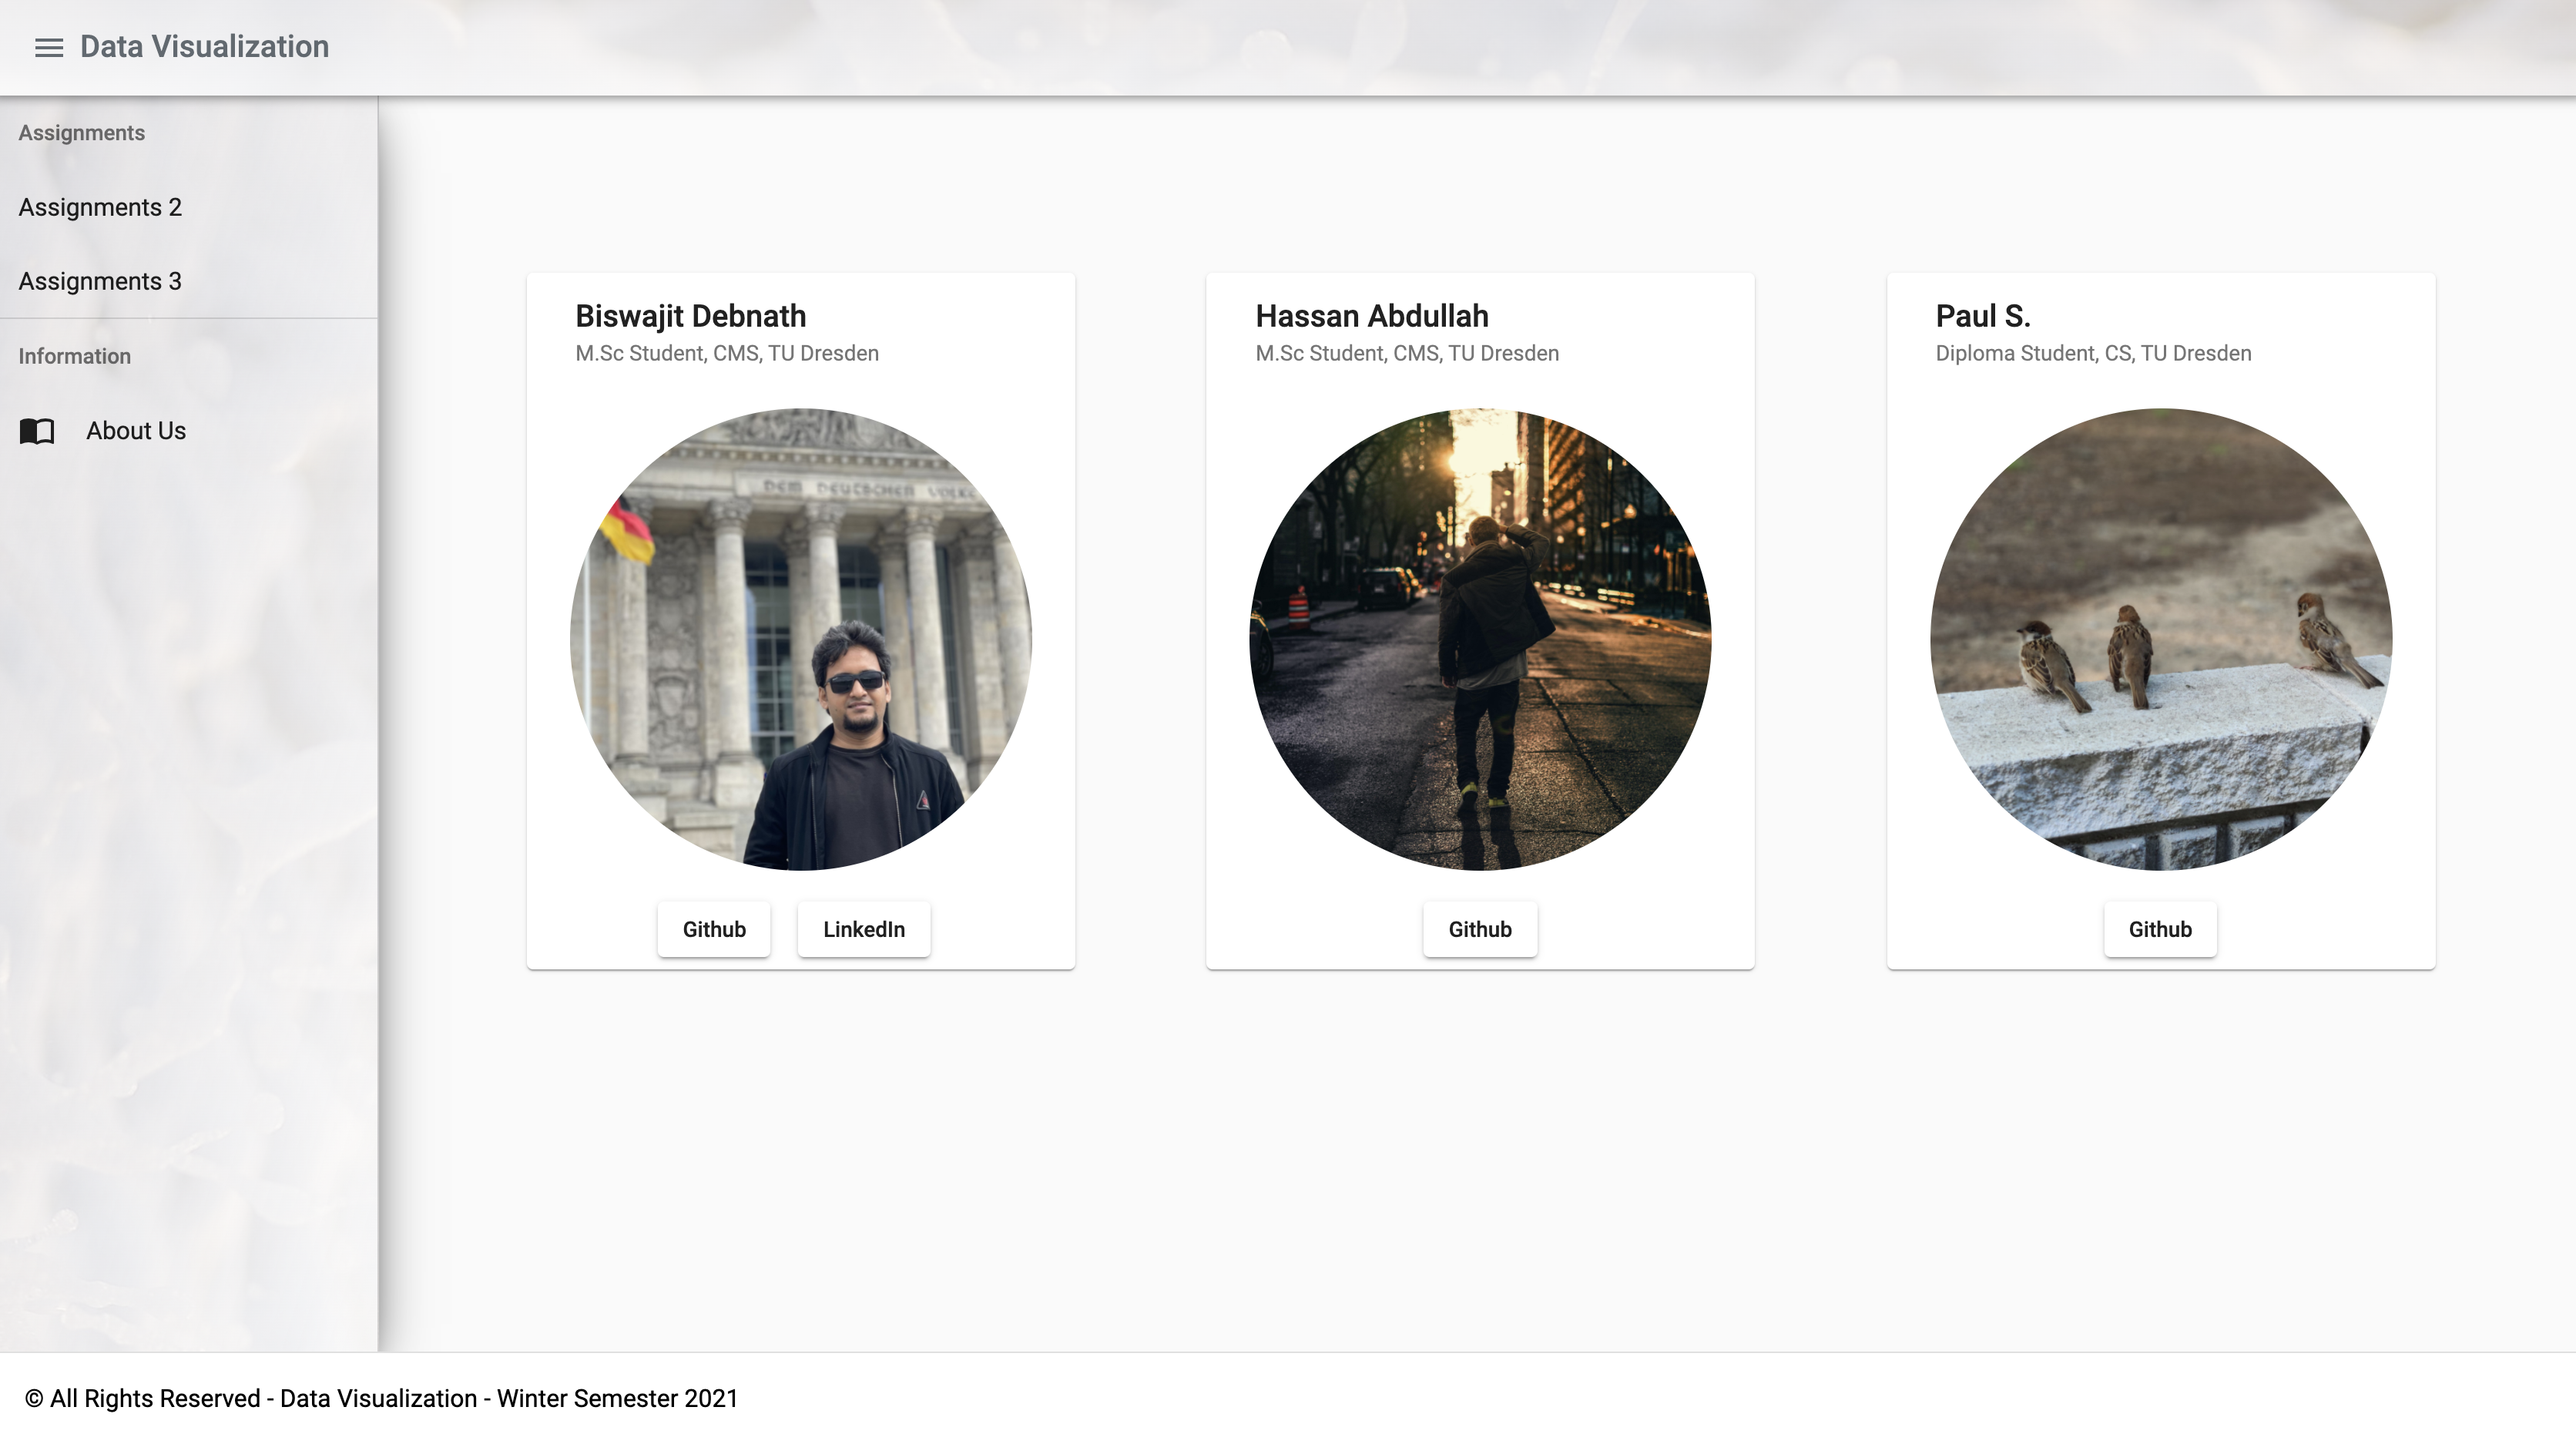 Data Visualization
Assignments
Assignments 2
Assignments 3
Information
About Us
Biswajit Debnath
M.Sc Student, CMS, TU Dresden
DEM DEUTSCHEN VOLKE
Github LinkedIn
Hassan Abdullah
M.Sc Student, CMS, TU Dresden
Github
Paul S.
Diploma Student, CS, TU Dresden
Github
© All Rights Reserved - Data Visualization - Winter Semester 2021